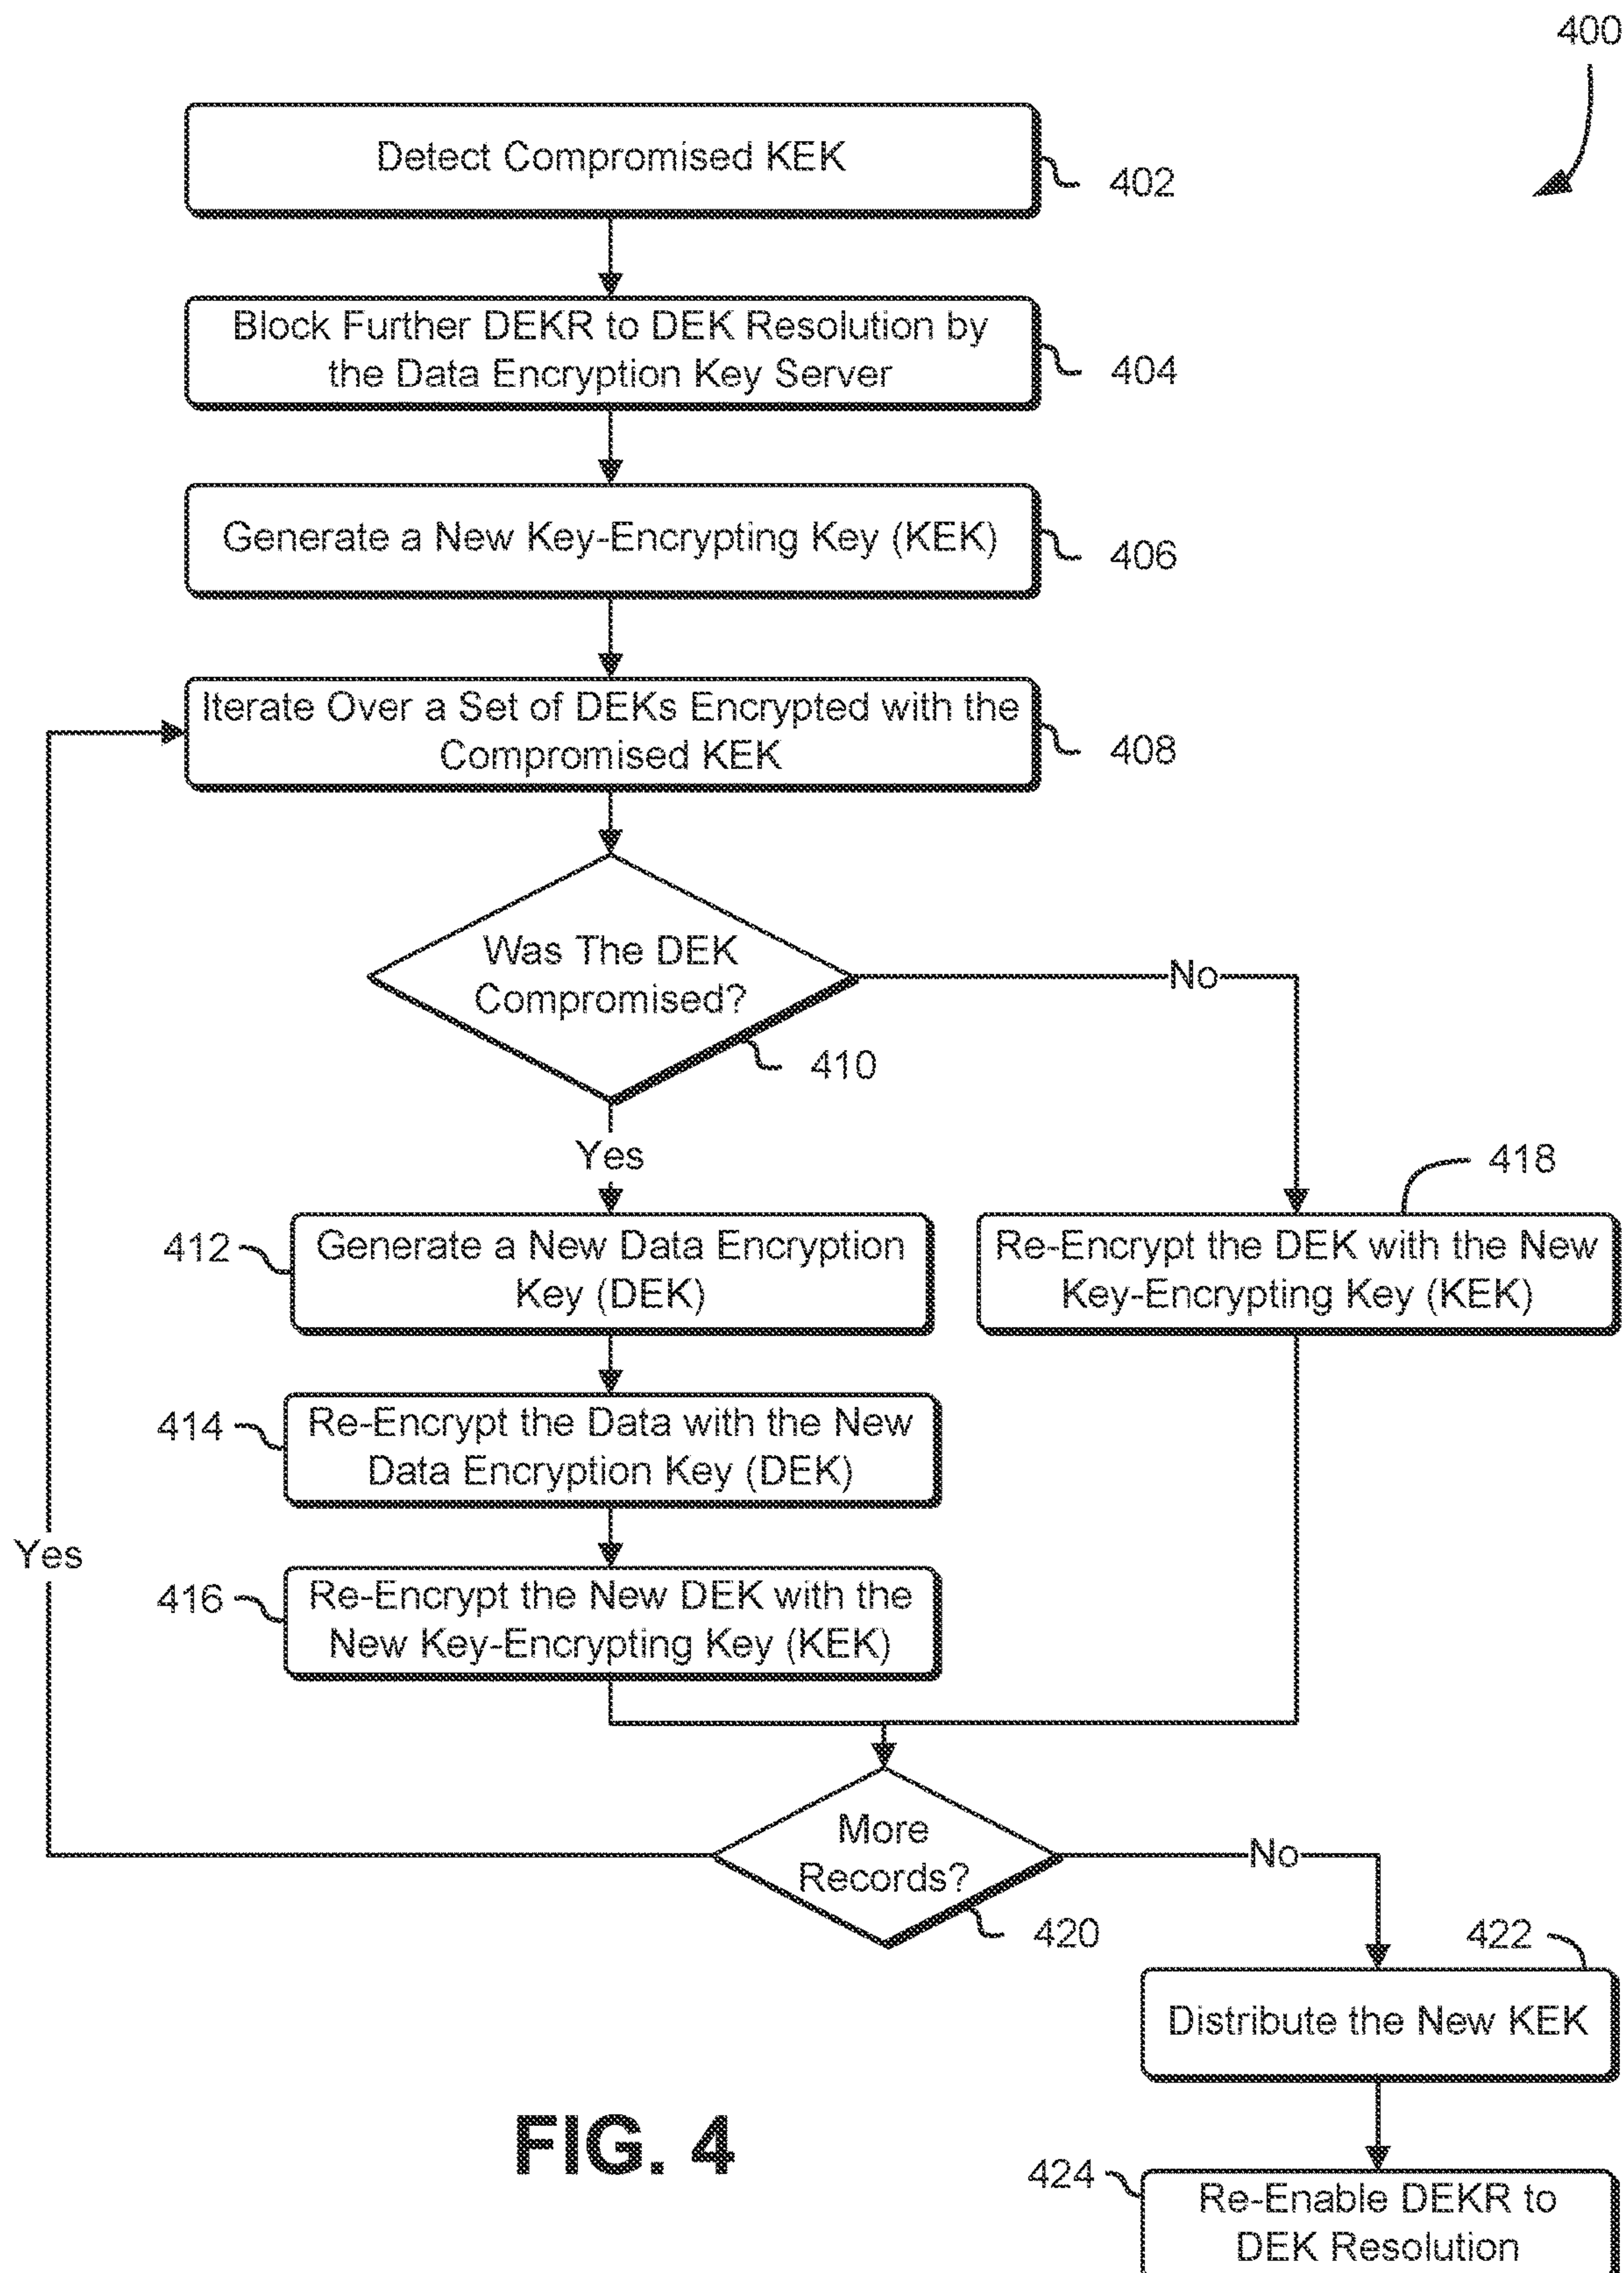 400
Detect Compromised KEK
402
Block Further DEKR to DEK Resolution by
the Data Encryption Key Server
404
Generate a New Key-Encrypting Key (KEK)
406
Iterate Over a Set of DEKs Encrypted with the
Compromised KEK
408
Was The DEK
Compromised?
410
No
Yes
418
412
Generate a New Data Encryption
Key (DEK)
Re-Encrypt the DEK with the New
Key-Encrypting Key (KEK)
414
Re-Encrypt the Data with the New
Data Encryption Key (DEK)
Yes
416
Re-Encrypt the New DEK with the
New Key-Encrypting Key (KEK)
More
Records?
420
No
422
Distribute the New KEK
424
Re-Enable DEKR to
DEK Resolution
FIG. 4